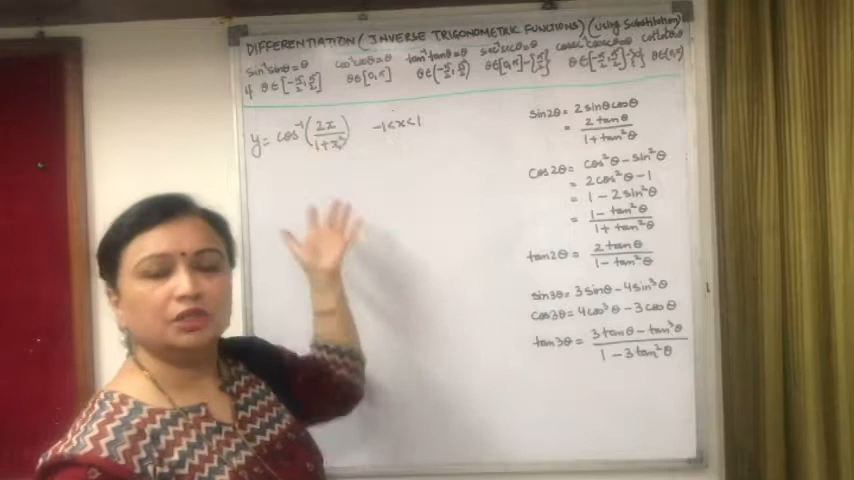 DIFFERENTIATION (INVERSE TRIGONOMETRIC FUNCTIONS) (using Substitution)
sin⁻¹sinθ=θ cos⁻¹cosθ=θ tan⁻¹tanθ=θ sec⁻¹secθ=θ cosec⁻¹cosecθ=θ cot⁻¹cotθ=θ
if θ∈[-π/2, π/2] θ∈[0,π] θ∈(-π/2, π/2) θ∈[0,π]-{π/2} θ∈[-π/2, π/2]-{0} θ∈(0,π)
y= cos⁻¹(2x/1+x²) -1<x<1
sin2θ= 2 sinθcosθ
= 2 tanθ/1+ tan²θ
Cos2θ= cos²θ-sin²θ
= 2cos²θ-1
= 1-2sin²θ
= 1-tan²θ/1+ tan²θ
tan2θ= 2tanθ/1-tan²θ
sin3θ= 3sinθ-4sin³θ
cos3θ= 4cos³θ-3cosθ
tan3θ= 3tanθ-tan³θ/1-3tan²θ